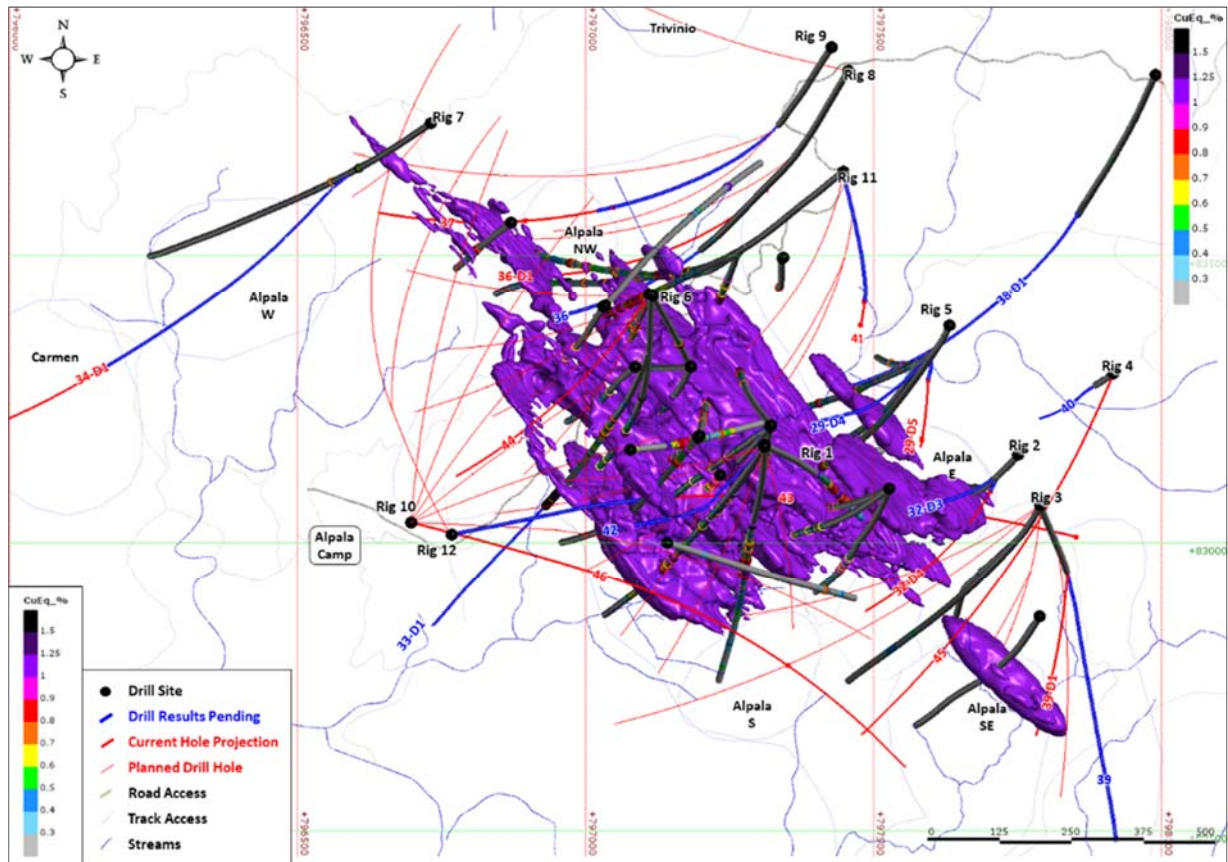 +796500
+797000
+797500
CuEq_%
1.5
1.25
1
0.9
0.8
0.7
0.6
0.5
0.4
0.3
N
W E
S
Trivinio
Rig 9
Rig 8
Rig 7
Rig 11
37
Alpala
NW
36-D1
36
Rig 6
Alpala
W
Carmen
34-D1
38-D1
41
Rig 5
Rig 4
40
29-D4
29-D5
44
Rig 1
Alpala
E
Rig 2
32-D3
Rig 3
43
42
Rig 10
Rig 12
Alpala
Camp
+83000
46
32-D4
33-D1
45
39-D1
Alpala
S
Alpala
SE
39
CuEq_%
1.5
1.25
1
0.9
0.8
0.7
0.6
0.5
0.4
0.3
Drill Site
Drill Results Pending
Current Hole Projection
Planned Drill Hole
Road Access
Track Access
Streams
+796500
+797000
0 125 250 375 500